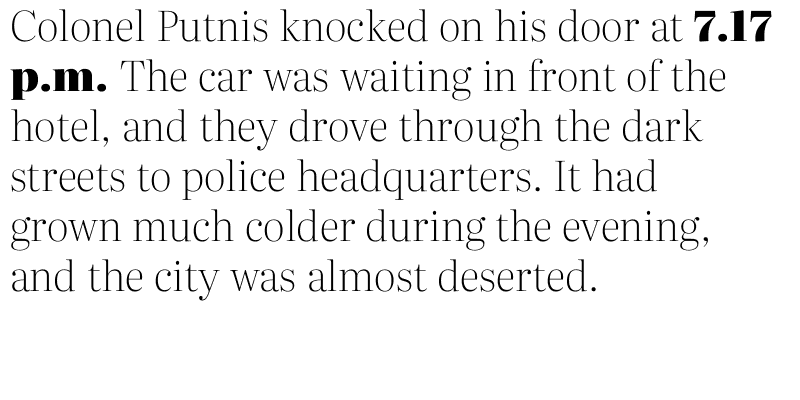 Colonel Putnis knocked on his door at 7.17
p.m. The car was waiting in front of the
hotel, and they drove through the dark
streets to police headquarters. It had
grown much colder during the evening,
and the city was almost deserted.